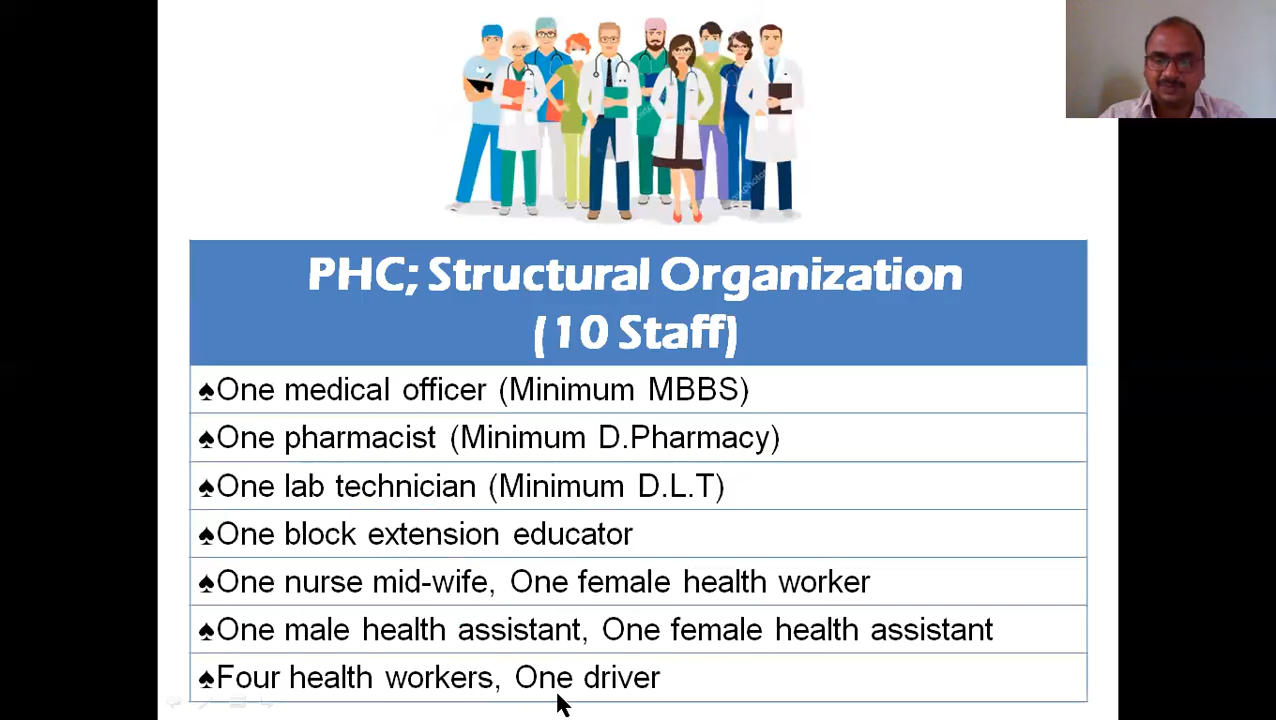 PHC; Structural Organization
(10 Staff)
♠One medical officer (Minimum MBBS)
♠One pharmacist (Minimum D.Pharmacy)
♠One lab technician (Minimum D.L.T)
♠One block extension educator
♠One nurse mid-wife, One female health worker
♠One male health assistant, One female health assistant
♠Four health workers, One driver